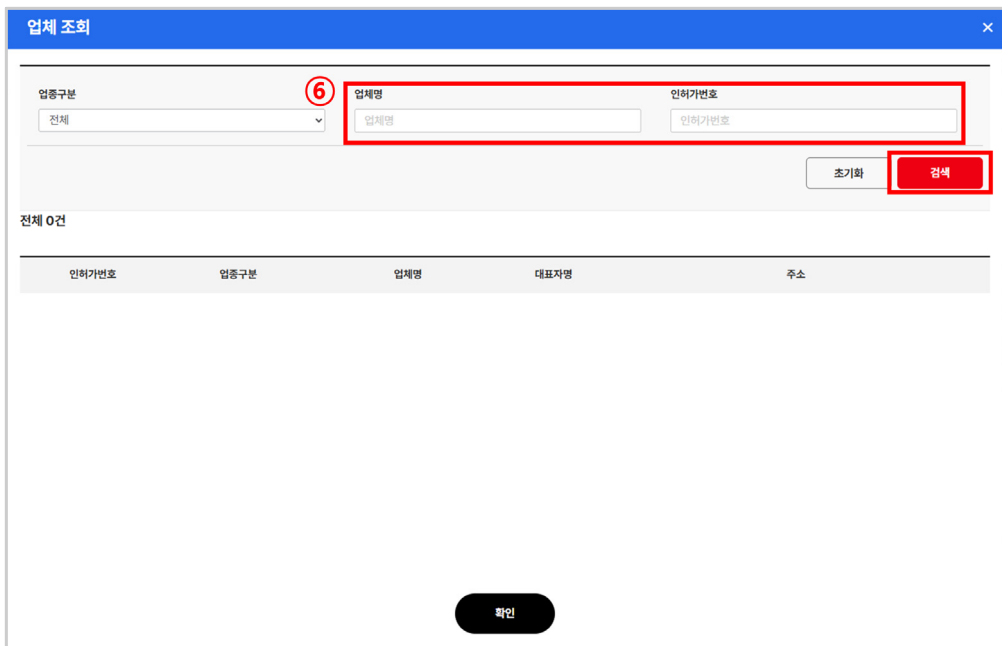 업체 조회 ×
업종구분 ⑥ 업체명 인허가번호
전체 업체명 인허가번호
초기화 검색
전체 0건
인허가번호 업종구분 업체명 대표자명 주소
확인